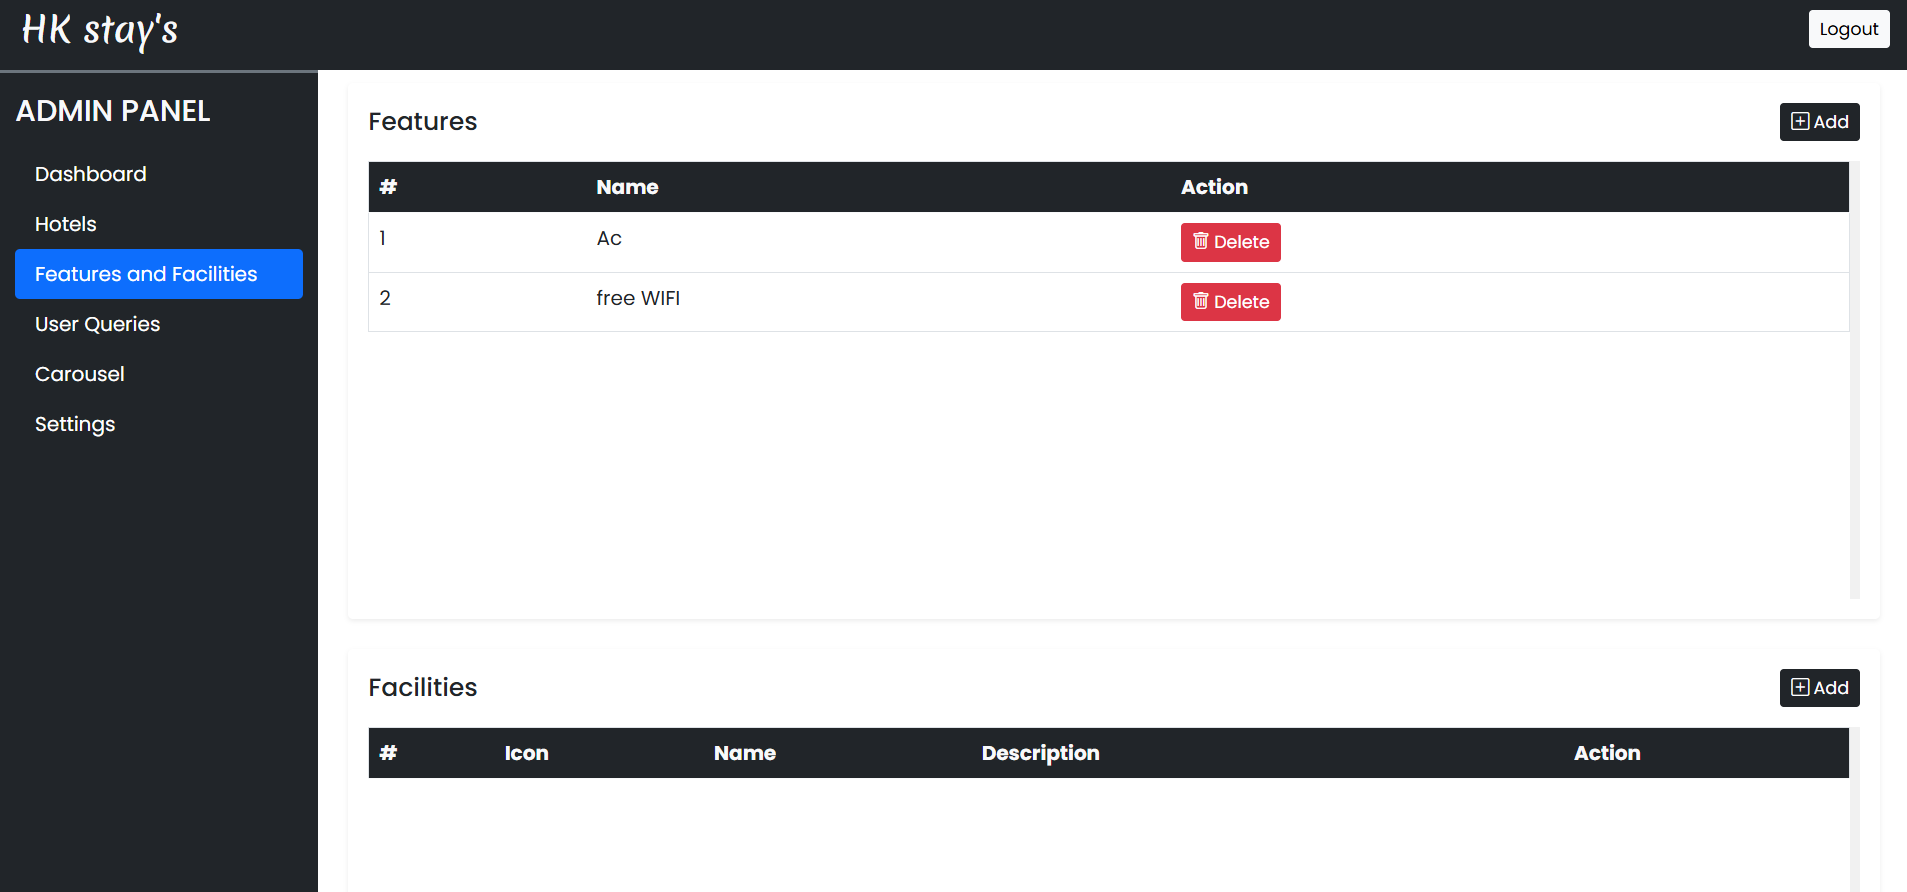 HK stay's
Logout
ADMIN PANEL
Dashboard
Hotels
Features and Facilities
User Queries
Carousel
Settings
Features
Add
# Name Action
1 Ac Delete
2 free WIFI Delete
Facilities
Add
# Icon Name Description Action